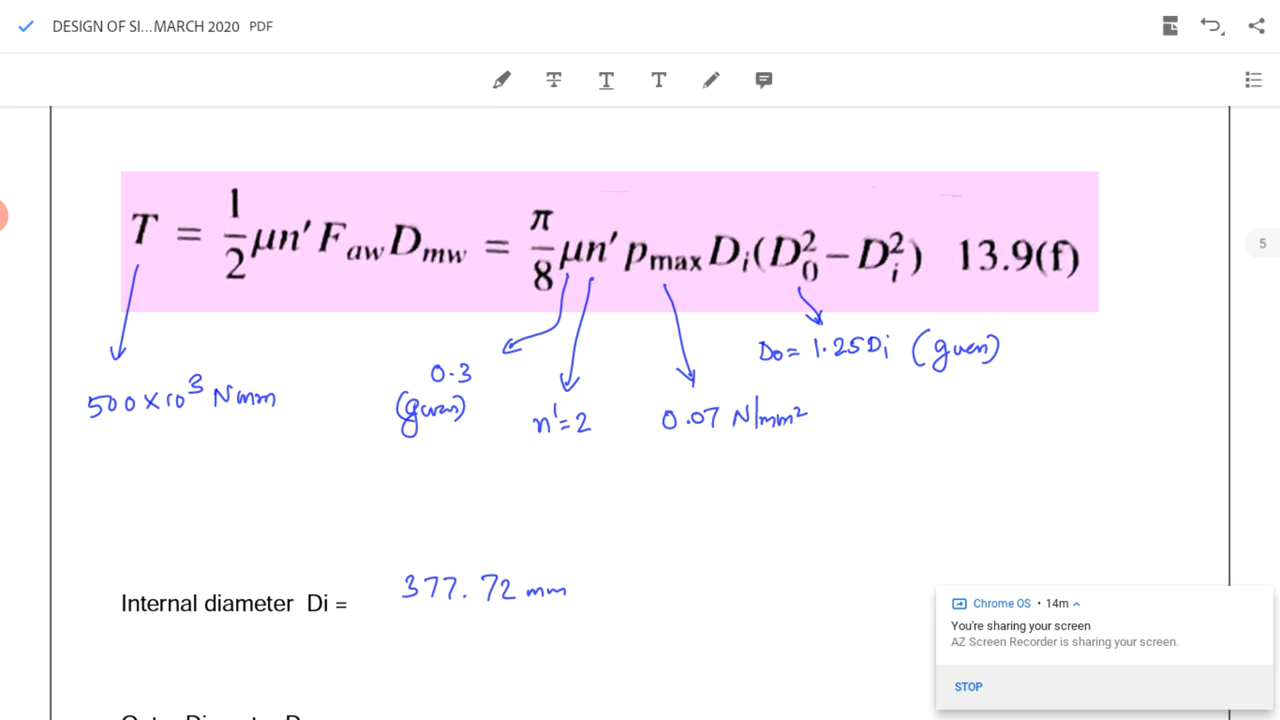 DESIGN OF SI...MARCH 2020 PDF
T = 1/2 μn′ F_aw D_mw = π/8 μn′ p_max D_i (D_0^2 − D_i^2) 13.9(f)
D0 = 1.25Di (given)
500×10^3 Nmm
0.3
(given)
n' = 2
0.07 N/mm²
5
Internal diameter Di = 377.72 mm
Chrome OS • 14m
You're sharing your screen
AZ Screen Recorder is sharing your screen.
STOP